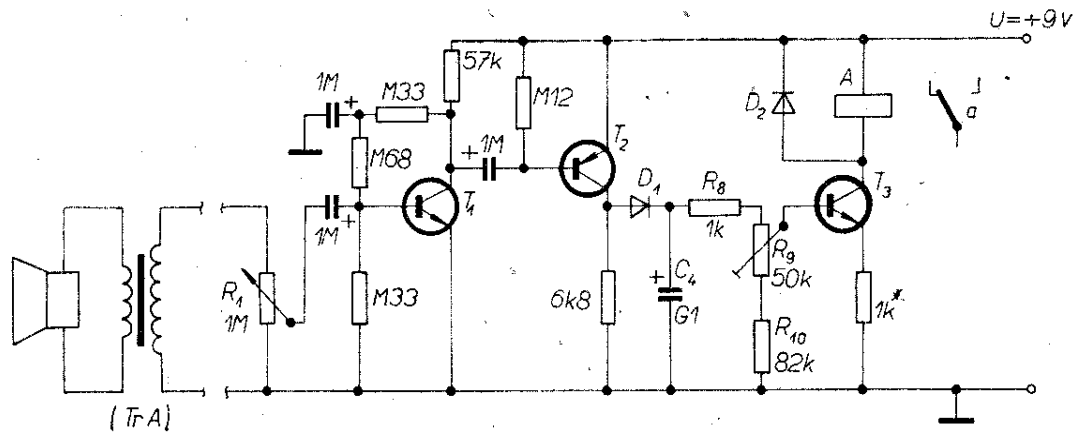 U=+9V
57k
1M
+
M33
M12
A
D₂
a
M68
+
1M
T₂
T₁
D₁
R₈
1k
T₃
1M
+
R₁
1M
M33
6k8
+
C₄
G1
R₉
50k
1k*
R₁₀
82k
(TrA)